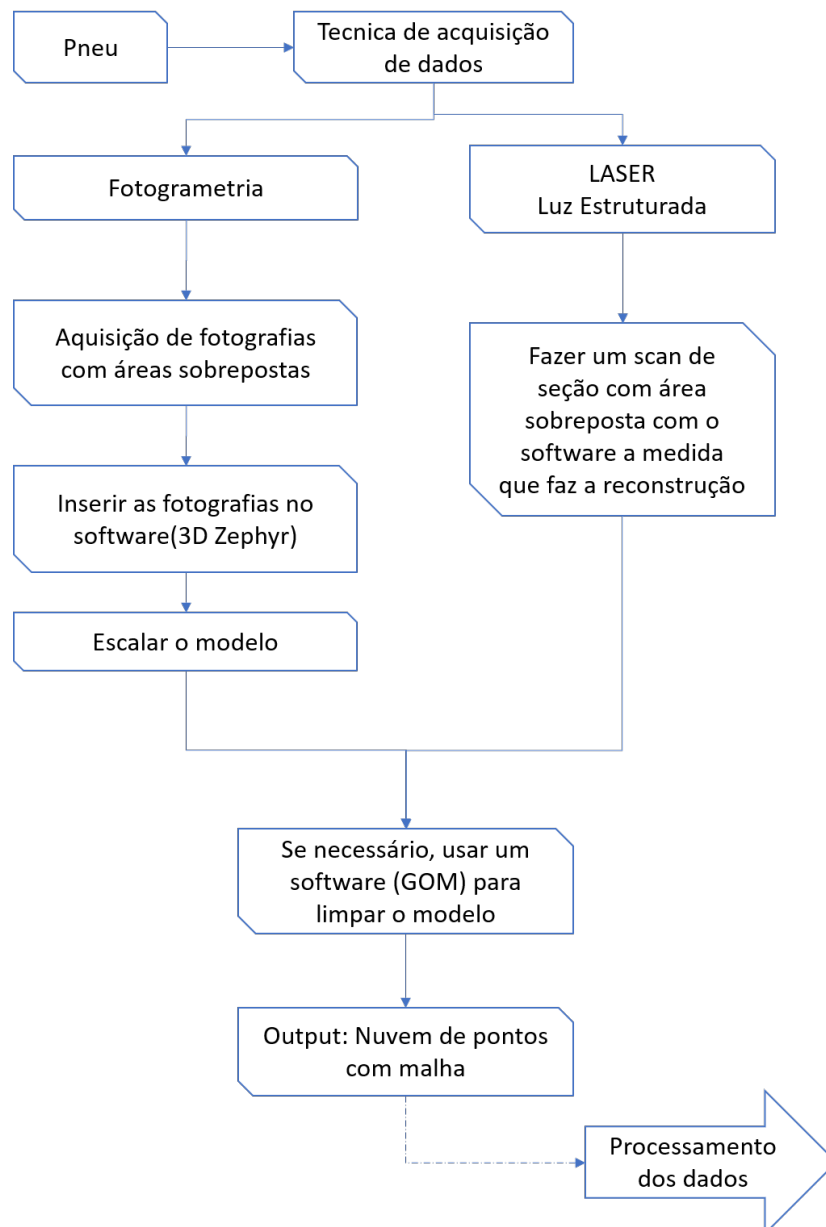 Pneu
Tecnica de acquisição
de dados
Fotogrametria
LASER
Luz Estruturada
Aquisição de fotografias
com áreas sobrepostas
Fazer um scan de
seção com área
sobreposta com o
software a medida
que faz a reconstrução
Inserir as fotografias no
software(3D Zephyr)
Escalar o modelo
Se necessário, usar um
software (GOM) para
limpar o modelo
Output: Nuvem de pontos
com malha
Processamento
dos dados